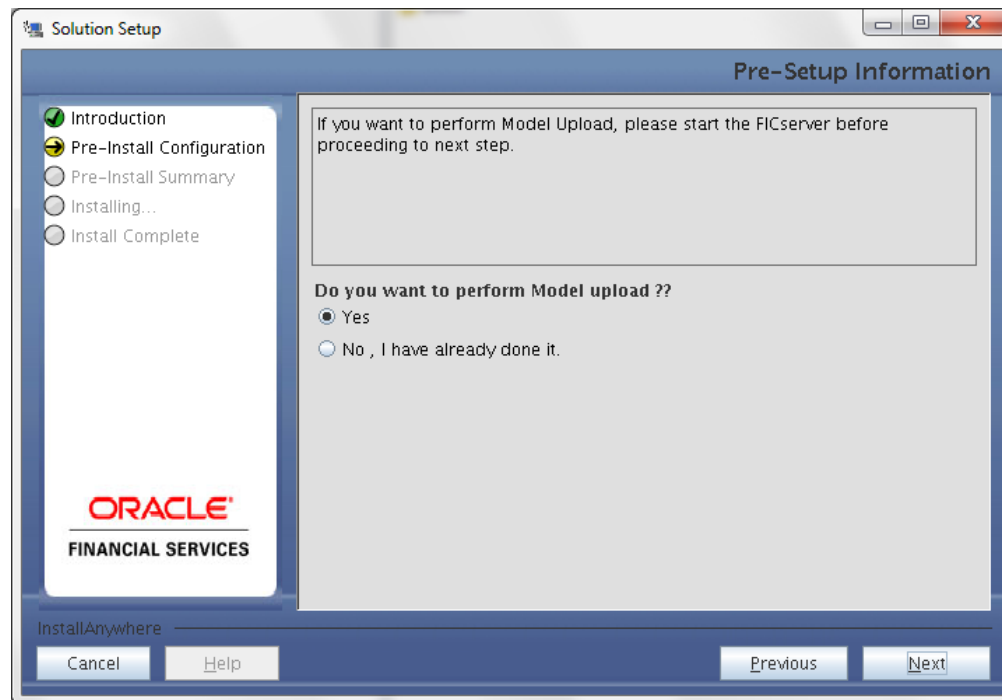 Solution Setup
Pre-Setup Information
Introduction
Pre-Install Configuration
Pre-Install Summary
Installing...
Install Complete
ORACLE'
FINANCIAL SERVICES
If you want to perform Model Upload, please start the FICserver before
proceeding to next step.
Do you want to perform Model upload ??
Yes
No , I have already done it.
InstallAnywhere
Cancel
Help
Previous
Next